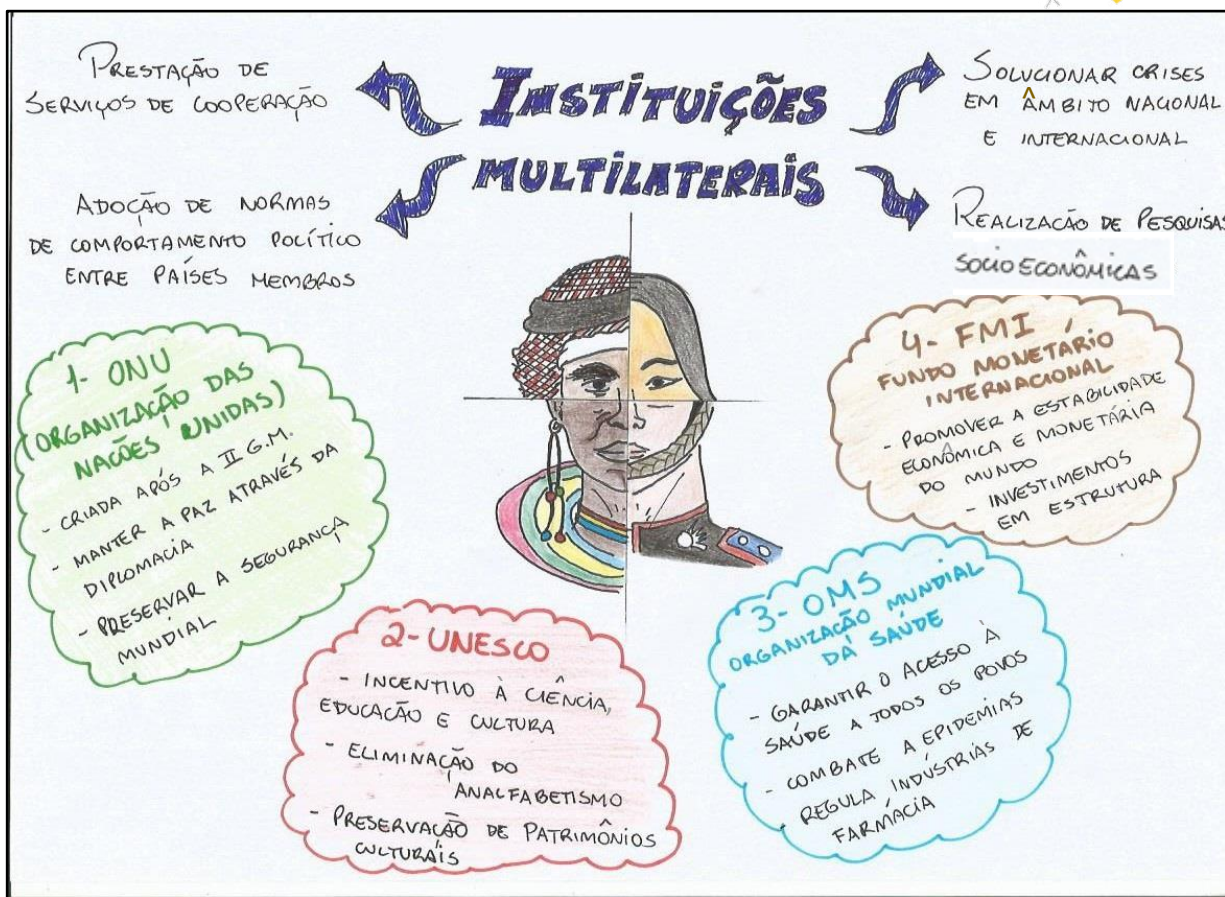 Instituições
multilaterais
Prestação de
serviços de cooperação
Adoção de normas
de comportamento político
entre países membros
Solucionar crises
em âmbito nacional
e internacional
Realização de pesquisas
socioeconômicas
1- ONU
(Organização das
Nações Unidas)
- Criada após a II G.M.
- Manter a paz através da
diplomacia
- Preservar a segurança
mundial
2- UNESCO
- Incentivo à ciência,
educação e cultura
- Eliminação do
analfabetismo
- Preservação de patrimônios
culturais
3- OMS
Organização Mundial
dá Saúde
- Garantir o acesso à
saúde a todos os povos
- Combate a epidemias
Regula indústrias de
farmácia
4- FMI
Fundo Monetário
Internacional
- Promover a estabilidade
econômica e monetária
do mundo
- Investimentos
em estrutura